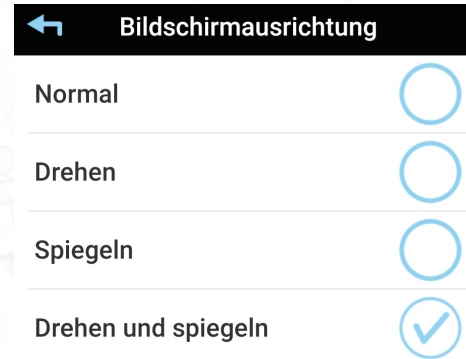 Bildschirmausrichtung
Normal
Drehen
Spiegeln
Drehen und spiegeln